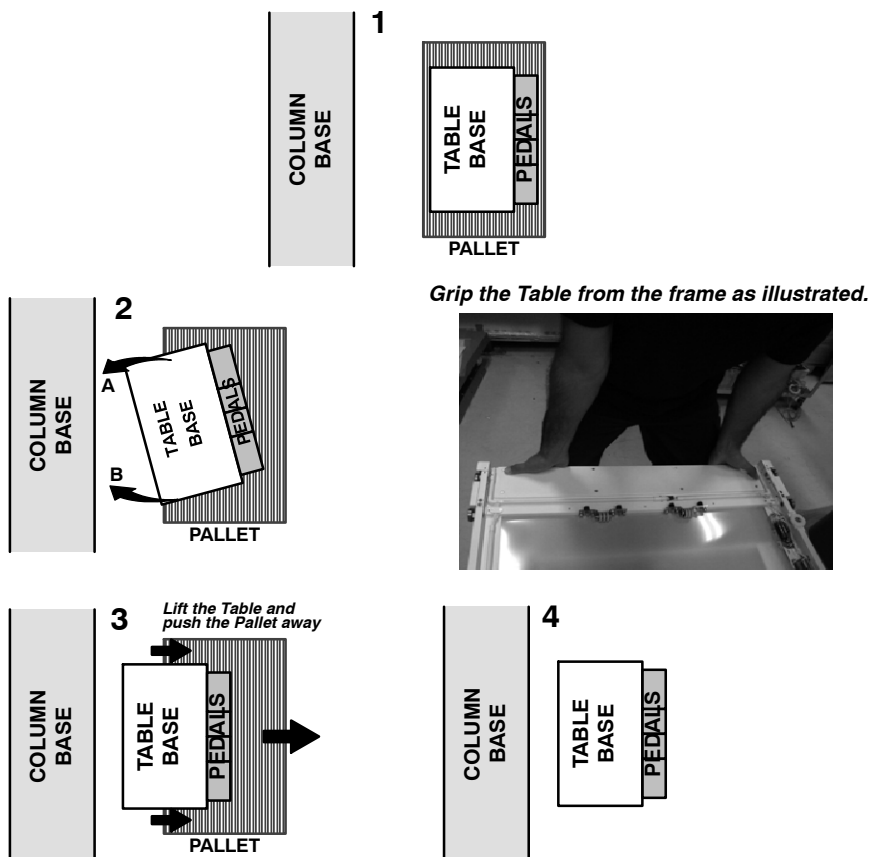 1
COLUMN
BASE
TABLE
BASE
PEDALS
PALLET
2
COLUMN
BASE
A
B
TABLE
BASE
PEDALS
PALLET
Grip the Table from the frame as illustrated.
3
Lift the Table and
push the Pallet away
COLUMN
BASE
TABLE
BASE
PEDALS
PALLET
4
COLUMN
BASE
TABLE
BASE
PEDALS